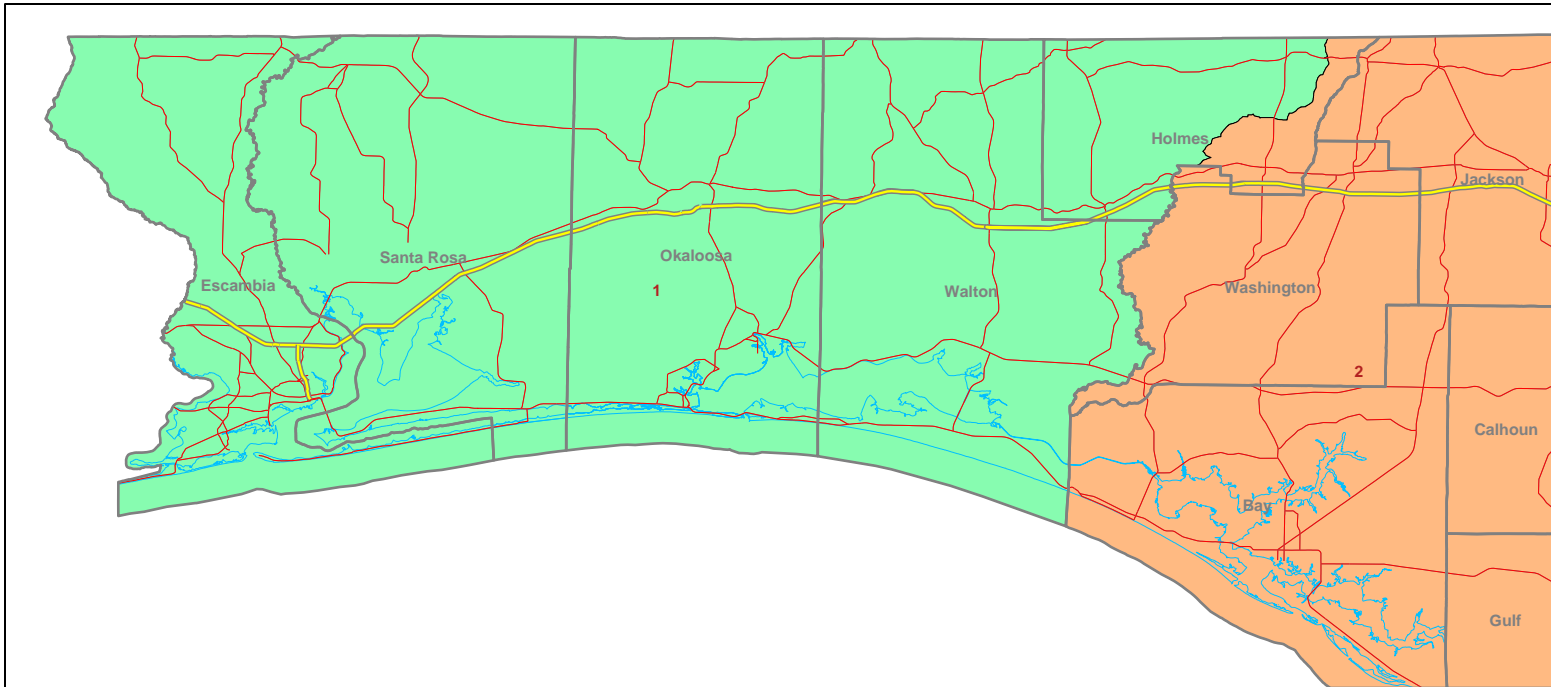 Holmes
Jackson
Santa Rosa
Okaloosa
Escambia
1
Walton
Washington
2
Calhoun
Bay
Gulf